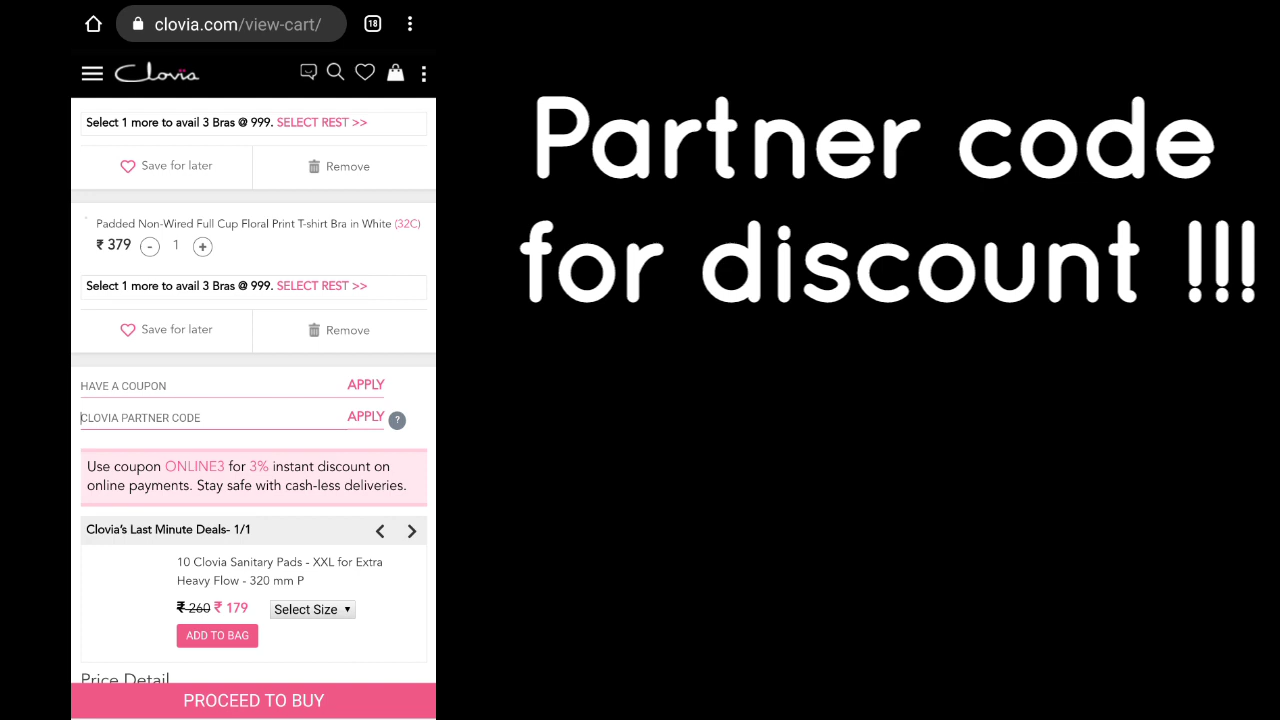 clovia.com/view-cart/
18
Clovia
Select 1 more to avail 3 Bras @ 999. SELECT REST >>
Save for later
Remove
Padded Non-Wired Full Cup Floral Print T-shirt Bra in White (32C)
₹ 379 - 1 +
Select 1 more to avail 3 Bras @ 999. SELECT REST >>
Save for later
Remove
HAVE A COUPON APPLY
CLOVIA PARTNER CODE APPLY ?
Use coupon ONLINE3 for 3% instant discount on
online payments. Stay safe with cash-less deliveries.
Clovia's Last Minute Deals- 1/1
10 Clovia Sanitary Pads - XXL for Extra
Heavy Flow - 320 mm P
₹ 260 ₹ 179 Select Size
ADD TO BAG
Price Detail
PROCEED TO BUY
Partner code
for discount !!!